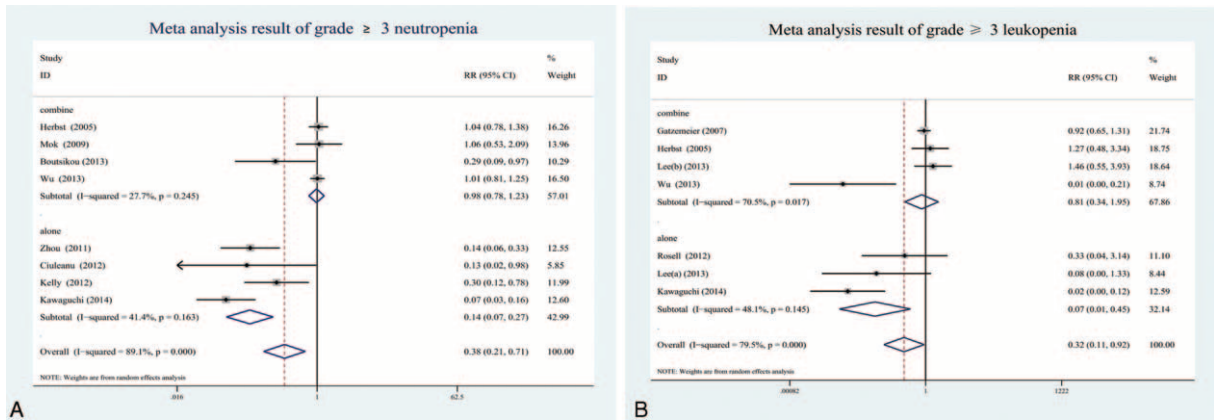 Meta analysis result of grade ≥ 3 neutropenia
Study %
ID RR (95% CI) Weight
combine
Herbst (2005) 1.04 (0.78, 1.38) 16.26
Mok (2009) 1.06 (0.53, 2.09) 13.96
Boutsikou (2013) 0.29 (0.09, 0.97) 10.29
Wu (2013) 1.01 (0.81, 1.25) 16.50
Subtotal (I-squared = 27.7%, p = 0.245) 0.98 (0.78, 1.23) 57.01
.
alone
Zhou (2011) 0.14 (0.06, 0.33) 12.55
Ciuleanu (2012) 0.13 (0.02, 0.98) 5.85
Kelly (2012) 0.30 (0.12, 0.78) 11.99
Kawaguchi (2014) 0.07 (0.03, 0.16) 12.60
Subtotal (I-squared = 41.4%, p = 0.163) 0.14 (0.07, 0.27) 42.99
.
Overall (I-squared = 89.1%, p = 0.000) 0.38 (0.21, 0.71) 100.00
NOTE: Weights are from random effects analysis
.016 1 62.5
A
Meta analysis result of grade ⩾ 3 leukopenia
Study %
ID RR (95% CI) Weight
combine
Gatzemeier (2007) 0.92 (0.65, 1.31) 21.74
Herbst (2005) 1.27 (0.48, 3.34) 18.75
Lee(b) (2013) 1.46 (0.55, 3.93) 18.64
Wu (2013) 0.01 (0.00, 0.21) 8.74
Subtotal (I-squared = 70.5%, p = 0.017) 0.81 (0.34, 1.95) 67.86
.
alone
Rosell (2012) 0.33 (0.04, 3.14) 11.10
Lee(a) (2013) 0.08 (0.00, 1.33) 8.44
Kawaguchi (2014) 0.02 (0.00, 0.12) 12.59
Subtotal (I-squared = 48.1%, p = 0.145) 0.07 (0.01, 0.45) 32.14
.
Overall (I-squared = 79.5%, p = 0.000) 0.32 (0.11, 0.92) 100.00
NOTE: Weights are from random effects analysis
.00082 1 1222
B